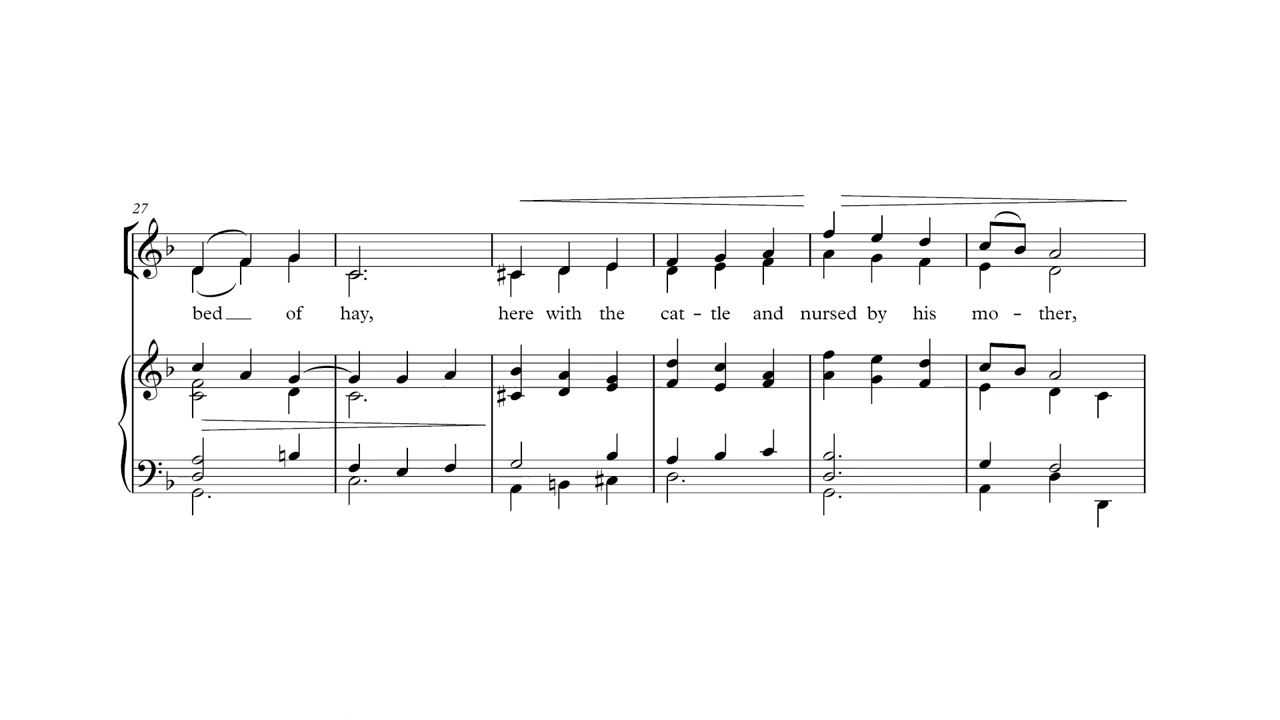 27
bed of hay, here with the cat - tle and nursed by his mo - ther,